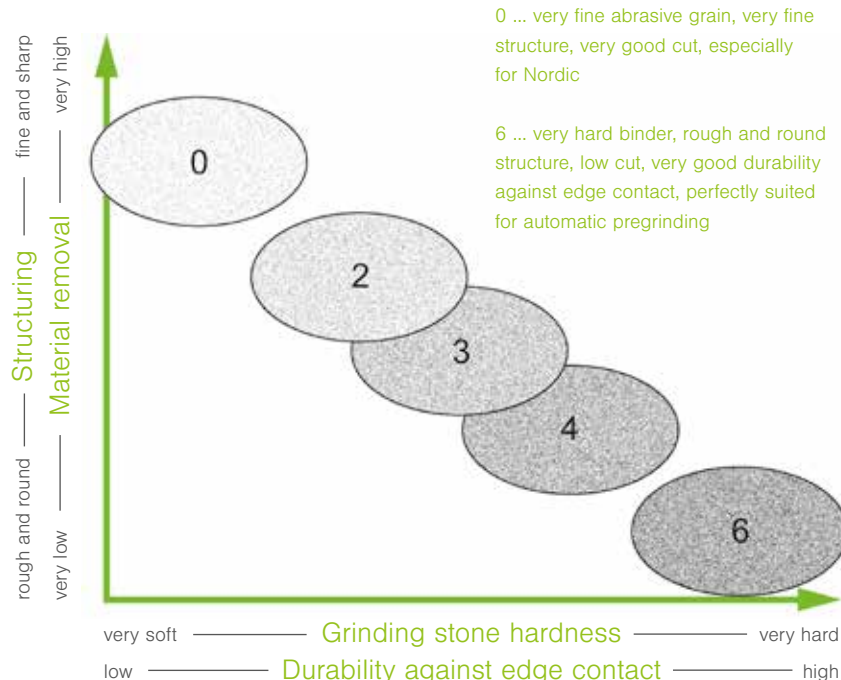 0 ... very fine abrasive grain, very fine
structure, very good cut, especially
for Nordic
6 ... very hard binder, rough and round
structure, low cut, very good durability
against edge contact, perfectly suited
for automatic pregrinding
rough and round Structuring fine and sharp
very low Material removal very high
0
2
3
4
6
very soft Grinding stone hardness very hard
low Durability against edge contact high